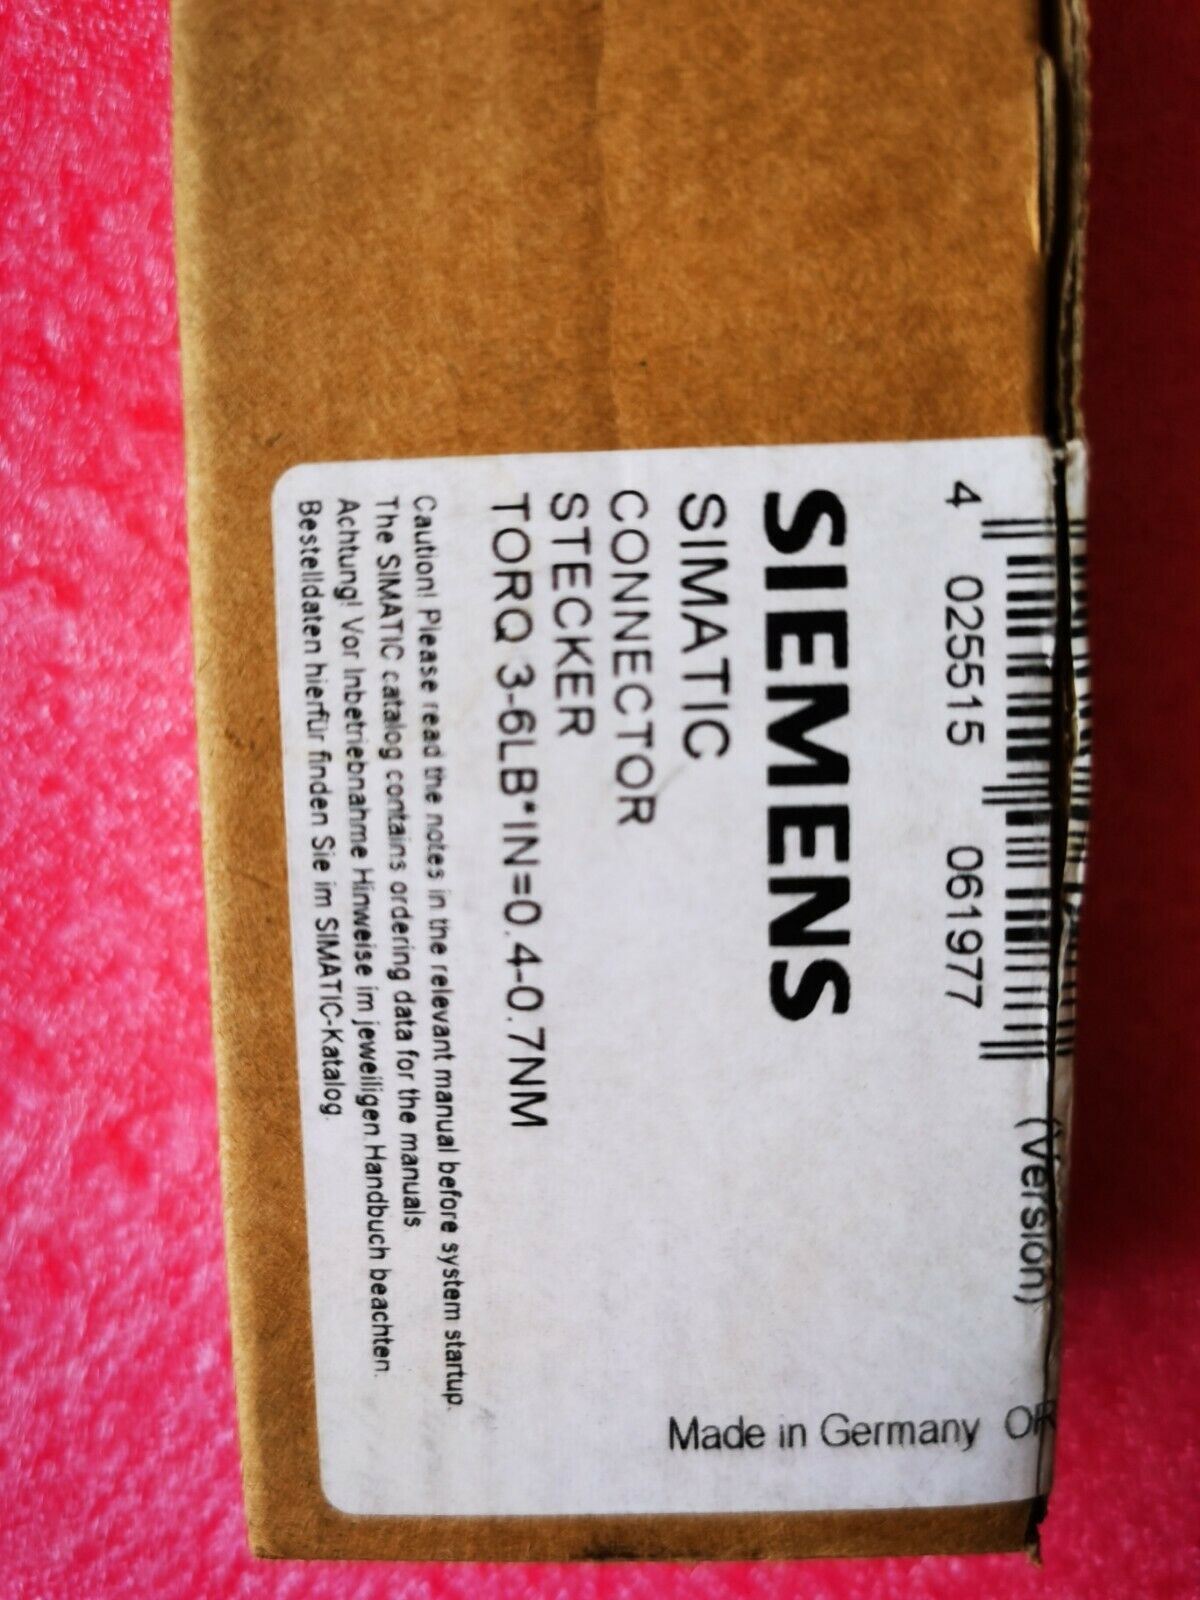 4 025515 061977
(Version)
SIEMENS
SIMATIC
CONNECTOR
STECKER
TORQ 3-6LB*IN=0.4-0.7NM
Caution! Please read the notes in the relevant manual before system startup.
The SIMATIC catalog contains ordering data for the manuals.
Achtung! Vor Inbetriebnahme Hinweise im jeweiligen Handbuch beachten.
Bestelldaten hierfür finden Sie im SIMATIC-Katalog.
Made in Germany